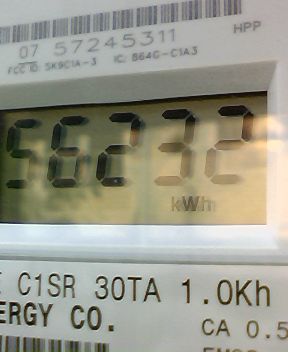 07 57245311
HPP
FCC ID: SK9C1A-3 IC: 864G-C1A3
56232
kWh
C1SR 30TA 1.0Kh
ERGY CO.
CA 0.5